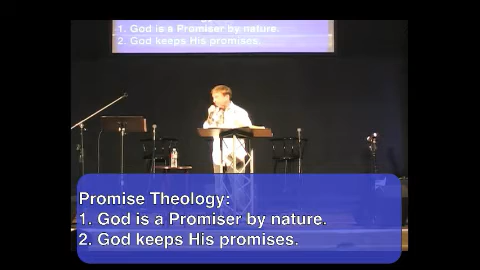 1. God is a Promiser by nature.
2. God keeps His promises.
Promise Theology:
1. God is a Promiser by nature.
2. God keeps His promises.